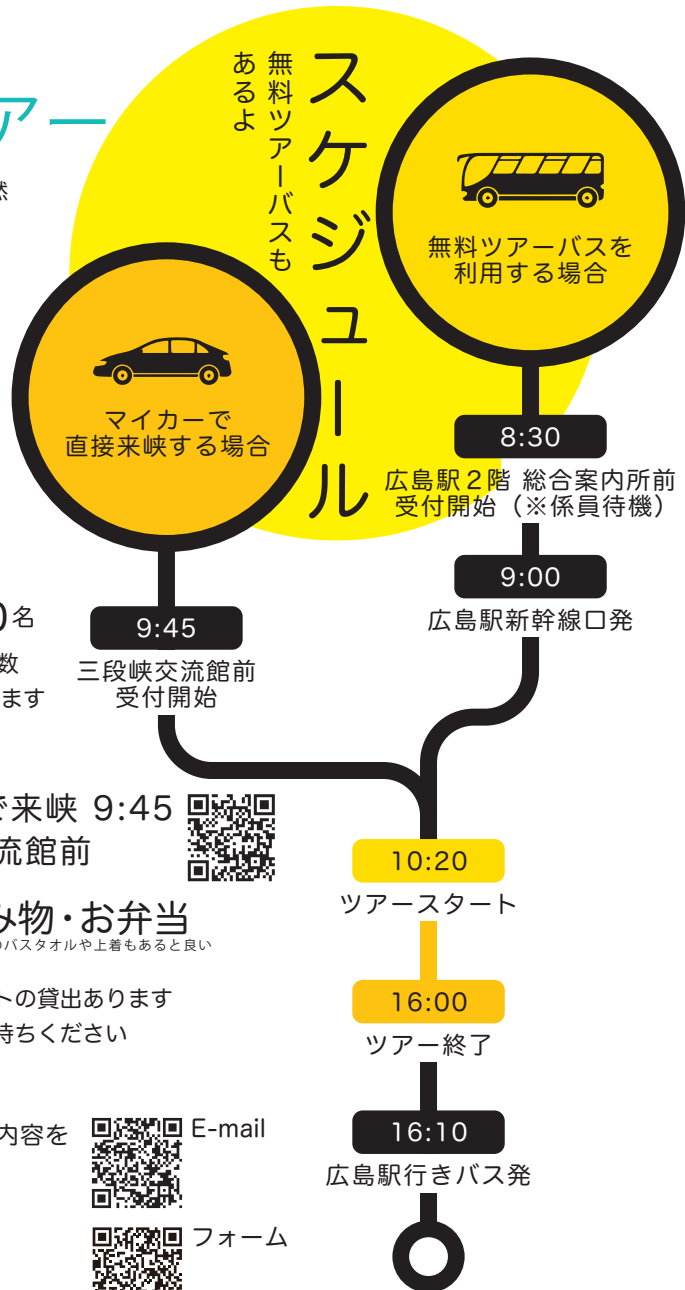 アー
然
スケジュール
無料ツアーバスも
あるよ
無料ツアーバスを
利用する場合
マイカーで
直接来峡する場合
8:30
広島駅2階 総合案内所前
受付開始（※係員待機）
9:00
広島駅新幹線口発
9:45
三段峡交流館前
受付開始
0名
数
ます
で来峡 9:45
流館前
み物・お弁当
のバスタオルや上着もあると良い
トの貸出あります
持ちください
内容を
E-mail
フォーム
10:20
ツアースタート
16:00
ツアー終了
16:10
広島駅行きバス発